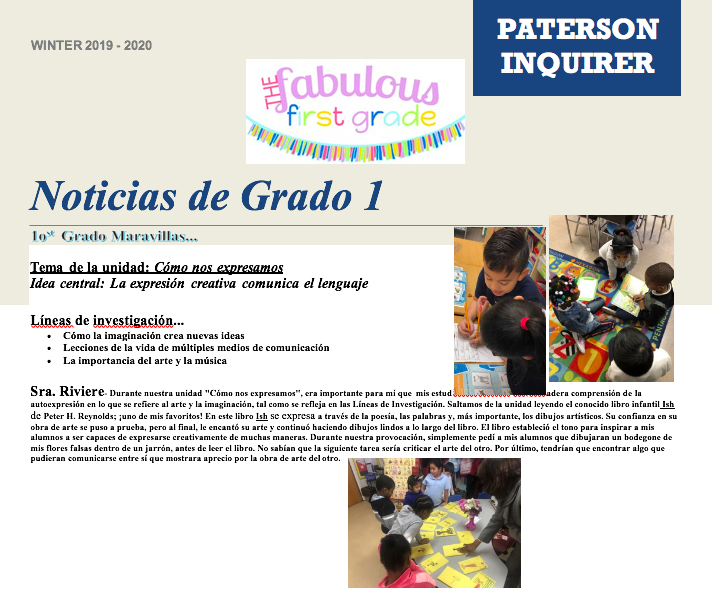 WINTER 2019 - 2020
PATERSON
INQUIRER
THE fabulous
first grade
Noticias de Grado 1
1ost Grado Maravillas...
Tema de la unidad: Cómo nos expresamos
Idea central: La expresión creativa comunica el lenguaje
Líneas de investigación...
• Cómo la imaginación crea nuevas ideas
• Lecciones de la vida de múltiples medios de comunicación
• La importancia del arte y la música
Sra. Riviere- Durante nuestra unidad "Cómo nos expresamos", era importante para mí que mis estud adera comprensión de la
autoexpresión en lo que se refiere al arte y la imaginación, tal como se refleja en las Líneas de Investigación. Saltamos de la unidad leyendo el conocido libro infantil Ish
de Peter H. Reynolds; ¡uno de mis favoritos! En este libro Ish se expresa a través de la poesía, las palabras y, más importante, los dibujos artísticos. Su confianza en su
obra de arte se puso a prueba, pero al final, le encantó su arte y continuó haciendo dibujos lindos a lo largo del libro. El libro estableció el tono para inspirar a mis
alumnos a ser capaces de expresarse creativamente de muchas maneras. Durante nuestra provocación, simplemente pedí a mis alumnos que dibujaran un bodegone de
mis flores falsas dentro de un jarrón, antes de leer el libro. No sabían que la siguiente tarea sería criticar el arte del otro. Por último, tendrían que encontrar algo que
pudieran comunicarse entre sí que mostrara aprecio por la obra de arte del otro.